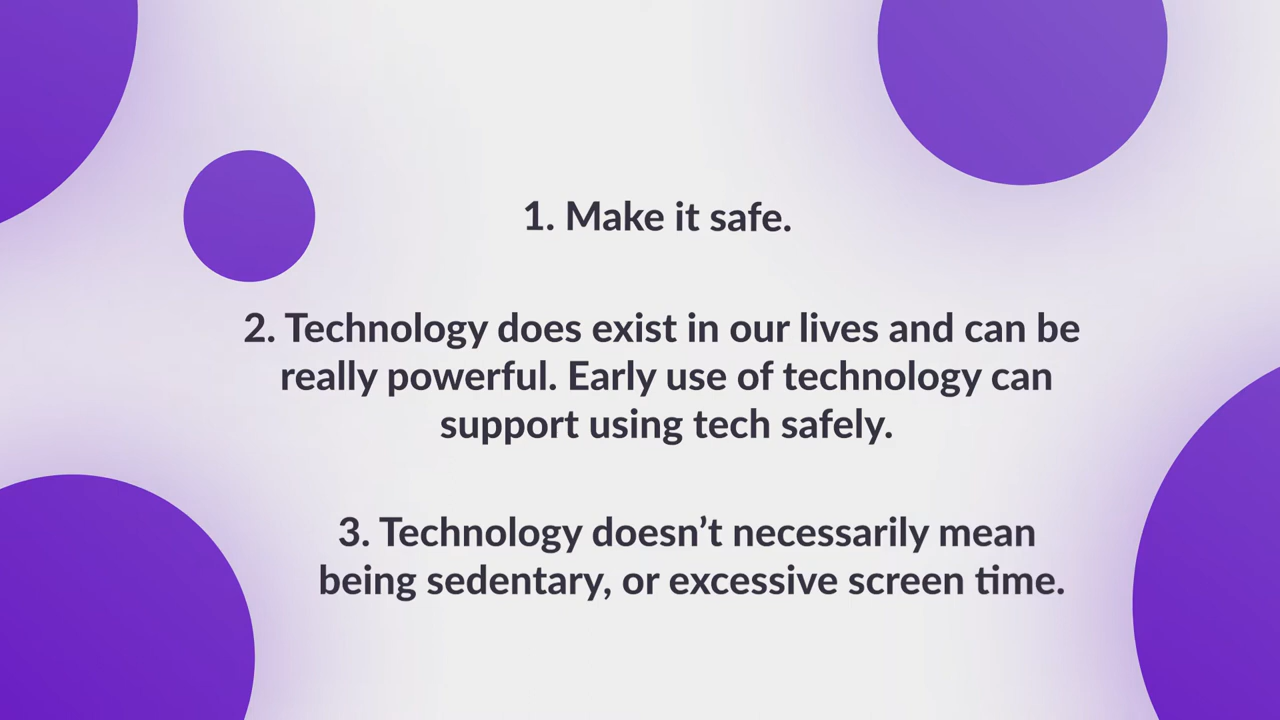 1. Make it safe.
2. Technology does exist in our lives and can be
really powerful. Early use of technology can
support using tech safely.
3. Technology doesn’t necessarily mean
being sedentary, or excessive screen time.